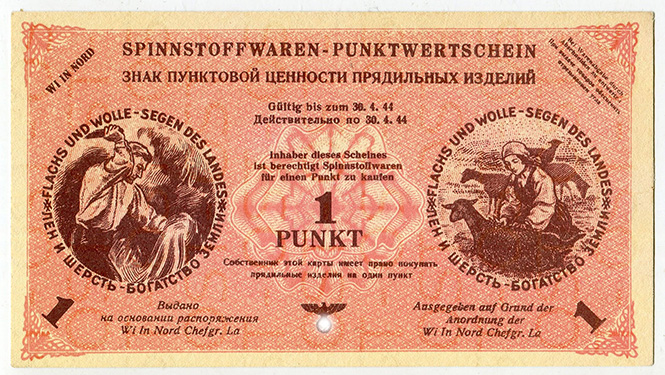 WI IN NORD
SPINNSTOFFWAREN-PUNKTWERTSCHEIN
ЗНАК ПУНКТОВОЙ ЦЕННОСТИ ПРЯДИЛЬНЫХ ИЗДЕЛИЙ
Gültig bis zum 30. 4. 44
Действительно по 30. 4. 44
FLACHS UND WOLLE - SEGEN DES LANDES
ЛЕН И ШЕРСТЬ - БОГАТСТВО ЗЕМЛИ
Inhaber dieses Scheines
ist berechtigt Spinnstoffwaren
für einen Punkt zu kaufen
1
PUNKT
Собственник этой карты имеет право покупать
прядильные изделия на один пункт
FLACHS UND WOLLE - SEGEN DES LANDES
ЛЕН И ШЕРСТЬ - БОГАТСТВО ЗЕМЛИ
1
Выдано
на основании распоряжения
Wi In Nord Chefgr. La
Ausgegeben auf Grund der
Anordnung der
Wi In Nord Chefgr. La
1